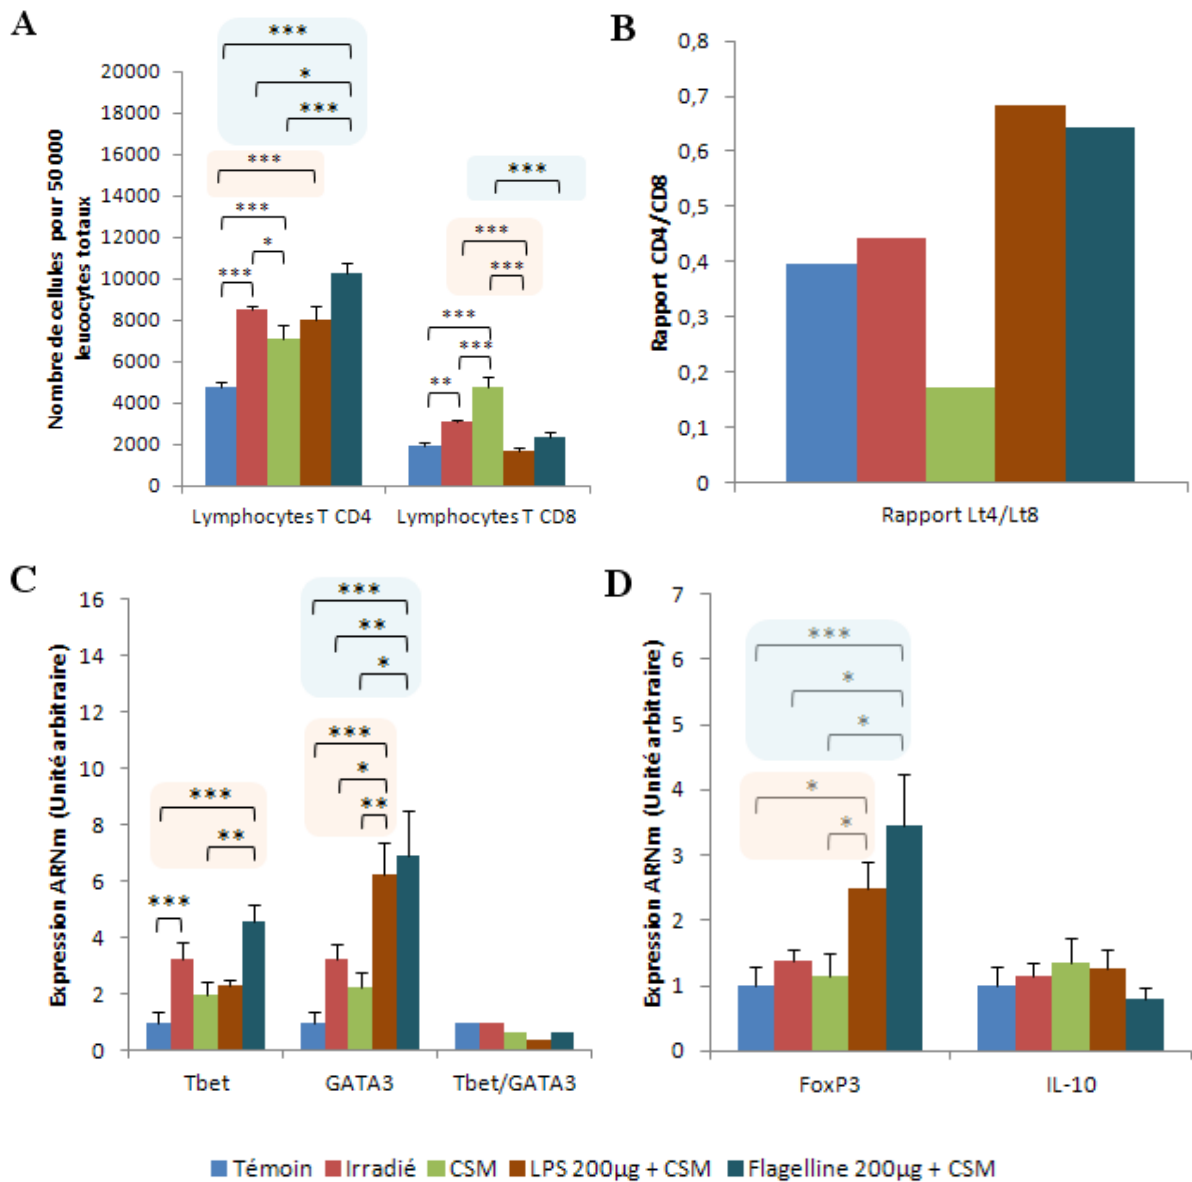 A
***
*
***
***
***
*
***
***
***
***
***
***
**
20000
18000
16000
14000
12000
10000
8000
6000
4000
2000
0
Nombre de cellules pour 50 000
leucocytes totaux
Lymphocytes T CD4
Lymphocytes T CD8
B
0,8
0,7
0,6
0,5
0,4
0,3
0,2
0,1
0
Rapport CD4/CD8
Rapport Lt4/Lt8
C
16
14
12
10
8
6
4
2
0
Expression ARNm (Unité arbitraire)
***
**
*
***
*
**
***
**
***
Tbet
GATA3
Tbet/GATA3
D
7
6
5
4
3
2
1
0
Expression ARNm (Unité arbitraire)
***
*
*
*
*
FoxP3
IL-10
Témoin
Irradié
CSM
LPS 200µg + CSM
Flagelline 200µg + CSM